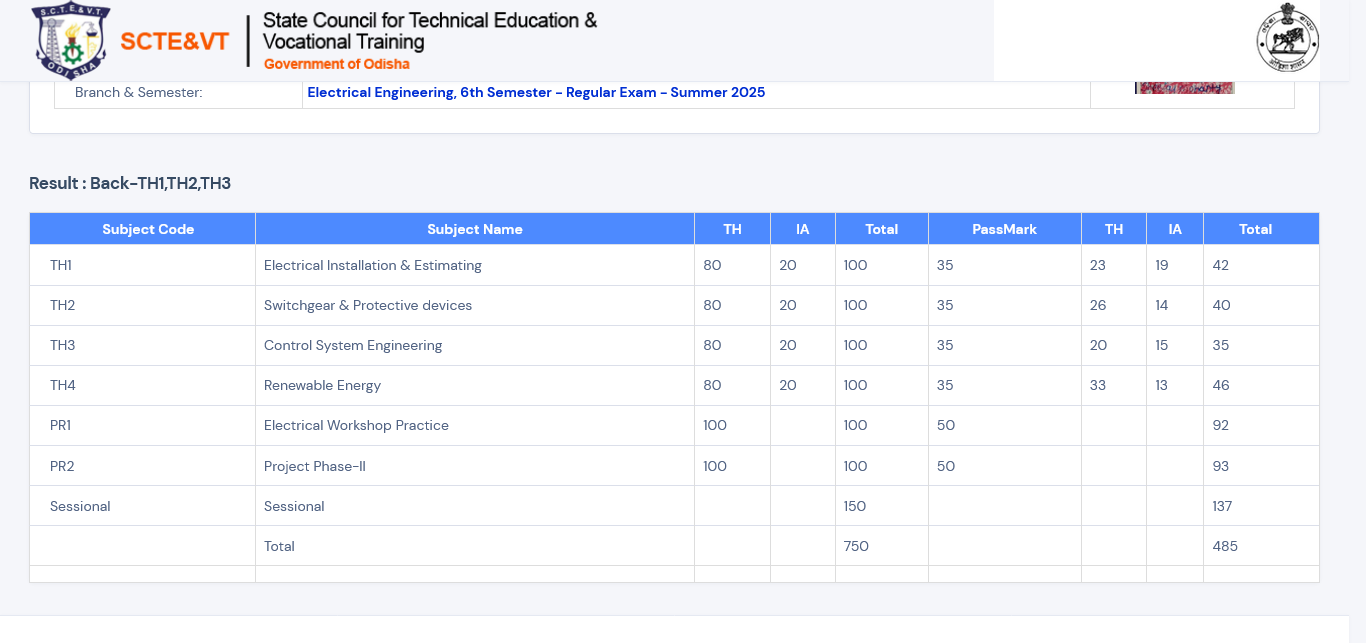 S.C.T.E.&V.T.
ODISHA
SCTE&VT
State Council for Technical Education &
Vocational Training
Government of Odisha
Branch & Semester: Electrical Engineering, 6th Semester - Regular Exam - Summer 2025
Result : Back-TH1,TH2,TH3
Subject Code Subject Name TH IA Total PassMark TH IA Total
TH1 Electrical Installation & Estimating 80 20 100 35 23 19 42
TH2 Switchgear & Protective devices 80 20 100 35 26 14 40
TH3 Control System Engineering 80 20 100 35 20 15 35
TH4 Renewable Energy 80 20 100 35 33 13 46
PR1 Electrical Workshop Practice 100 100 50 92
PR2 Project Phase-II 100 100 50 93
Sessional Sessional 150 137
Total 750 485